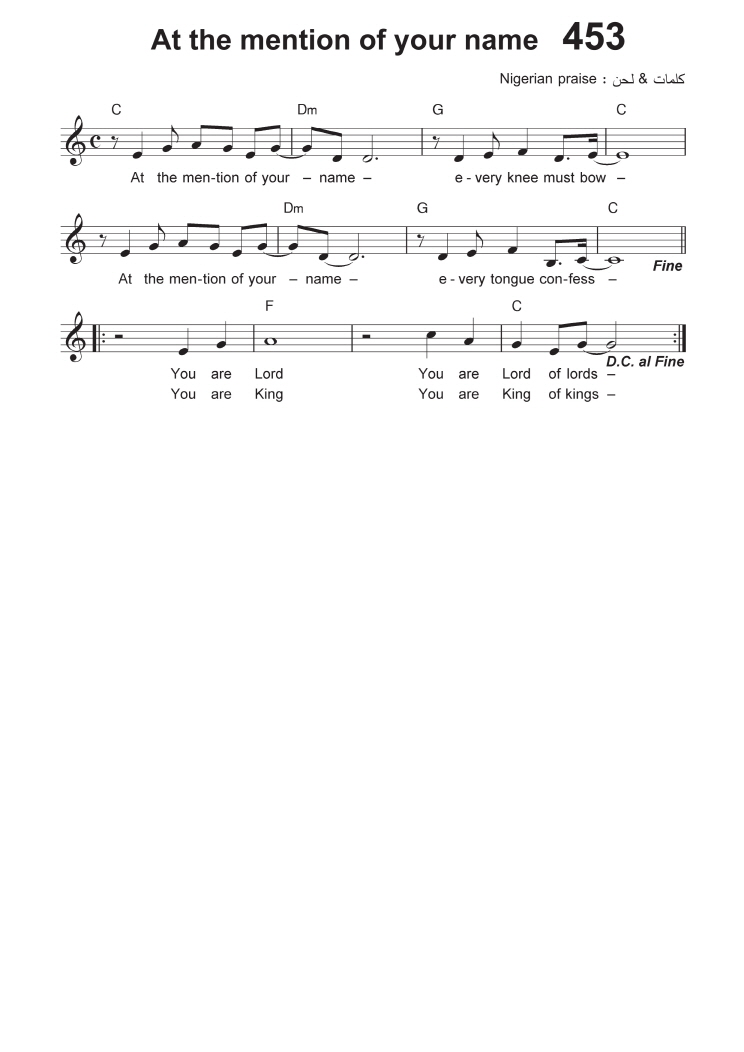 At the mention of your name 453
Nigerian praise : كلمات & لحن
C Dm G C
At the men-tion of your – name – e - very knee must bow –
Dm G C
At the men-tion of your – name – e - very tongue con-fess –
Fine
F C
D.C. al Fine
You are Lord You are Lord of lords –
You are King You are King of kings –